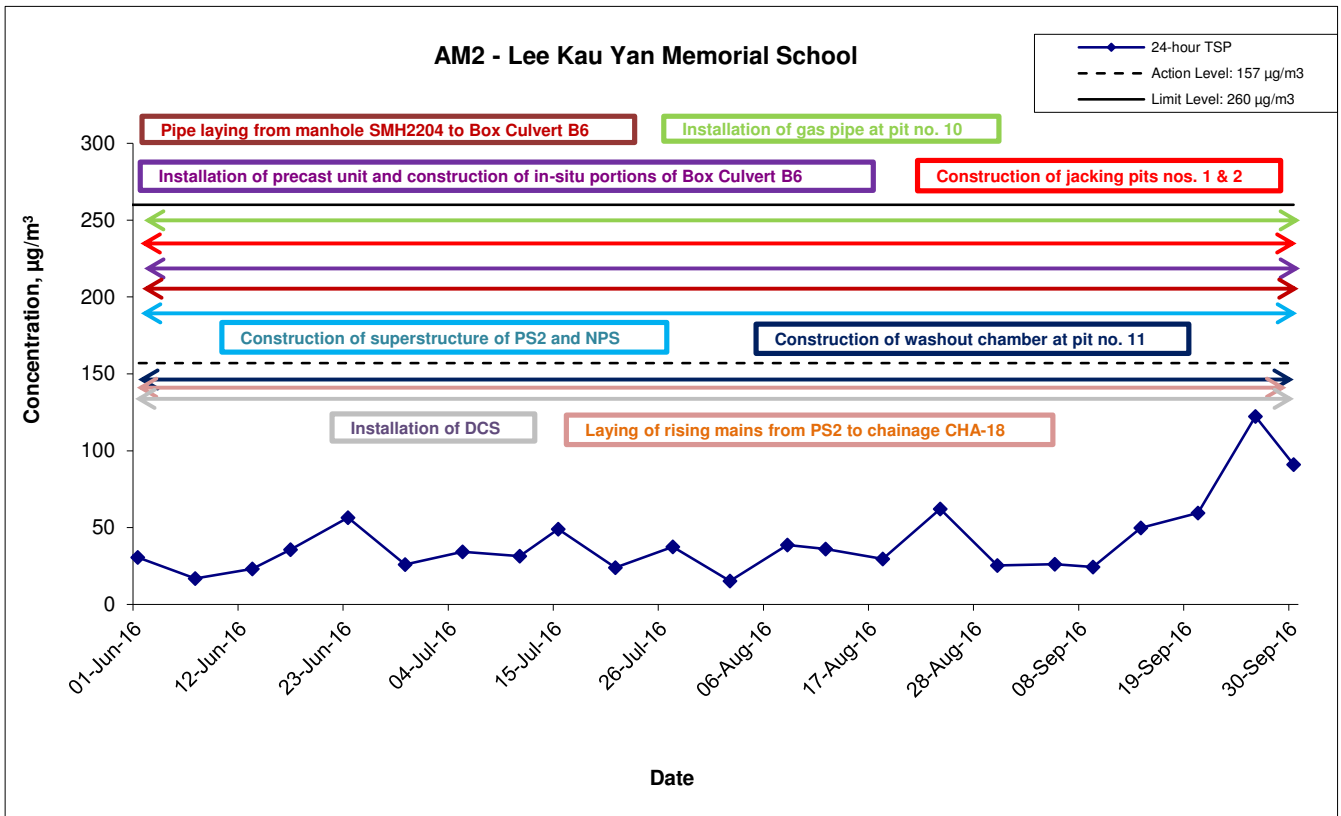 AM2 - Lee Kau Yan Memorial School
24-hour TSP
Action Level: 157 µg/m3
Limit Level: 260 µg/m3
Pipe laying from manhole SMH2204 to Box Culvert B6
Installation of gas pipe at pit no. 10
Installation of precast unit and construction of in-situ portions of Box Culvert B6
Construction of jacking pits nos. 1 & 2
Construction of superstructure of PS2 and NPS
Construction of washout chamber at pit no. 11
Installation of DCS
Laying of rising mains from PS2 to chainage CHA-18
Concentration, µg/m³
300
250
200
150
100
50
0
01-Jun-16
12-Jun-16
23-Jun-16
04-Jul-16
15-Jul-16
26-Jul-16
06-Aug-16
17-Aug-16
28-Aug-16
08-Sep-16
19-Sep-16
30-Sep-16
Date